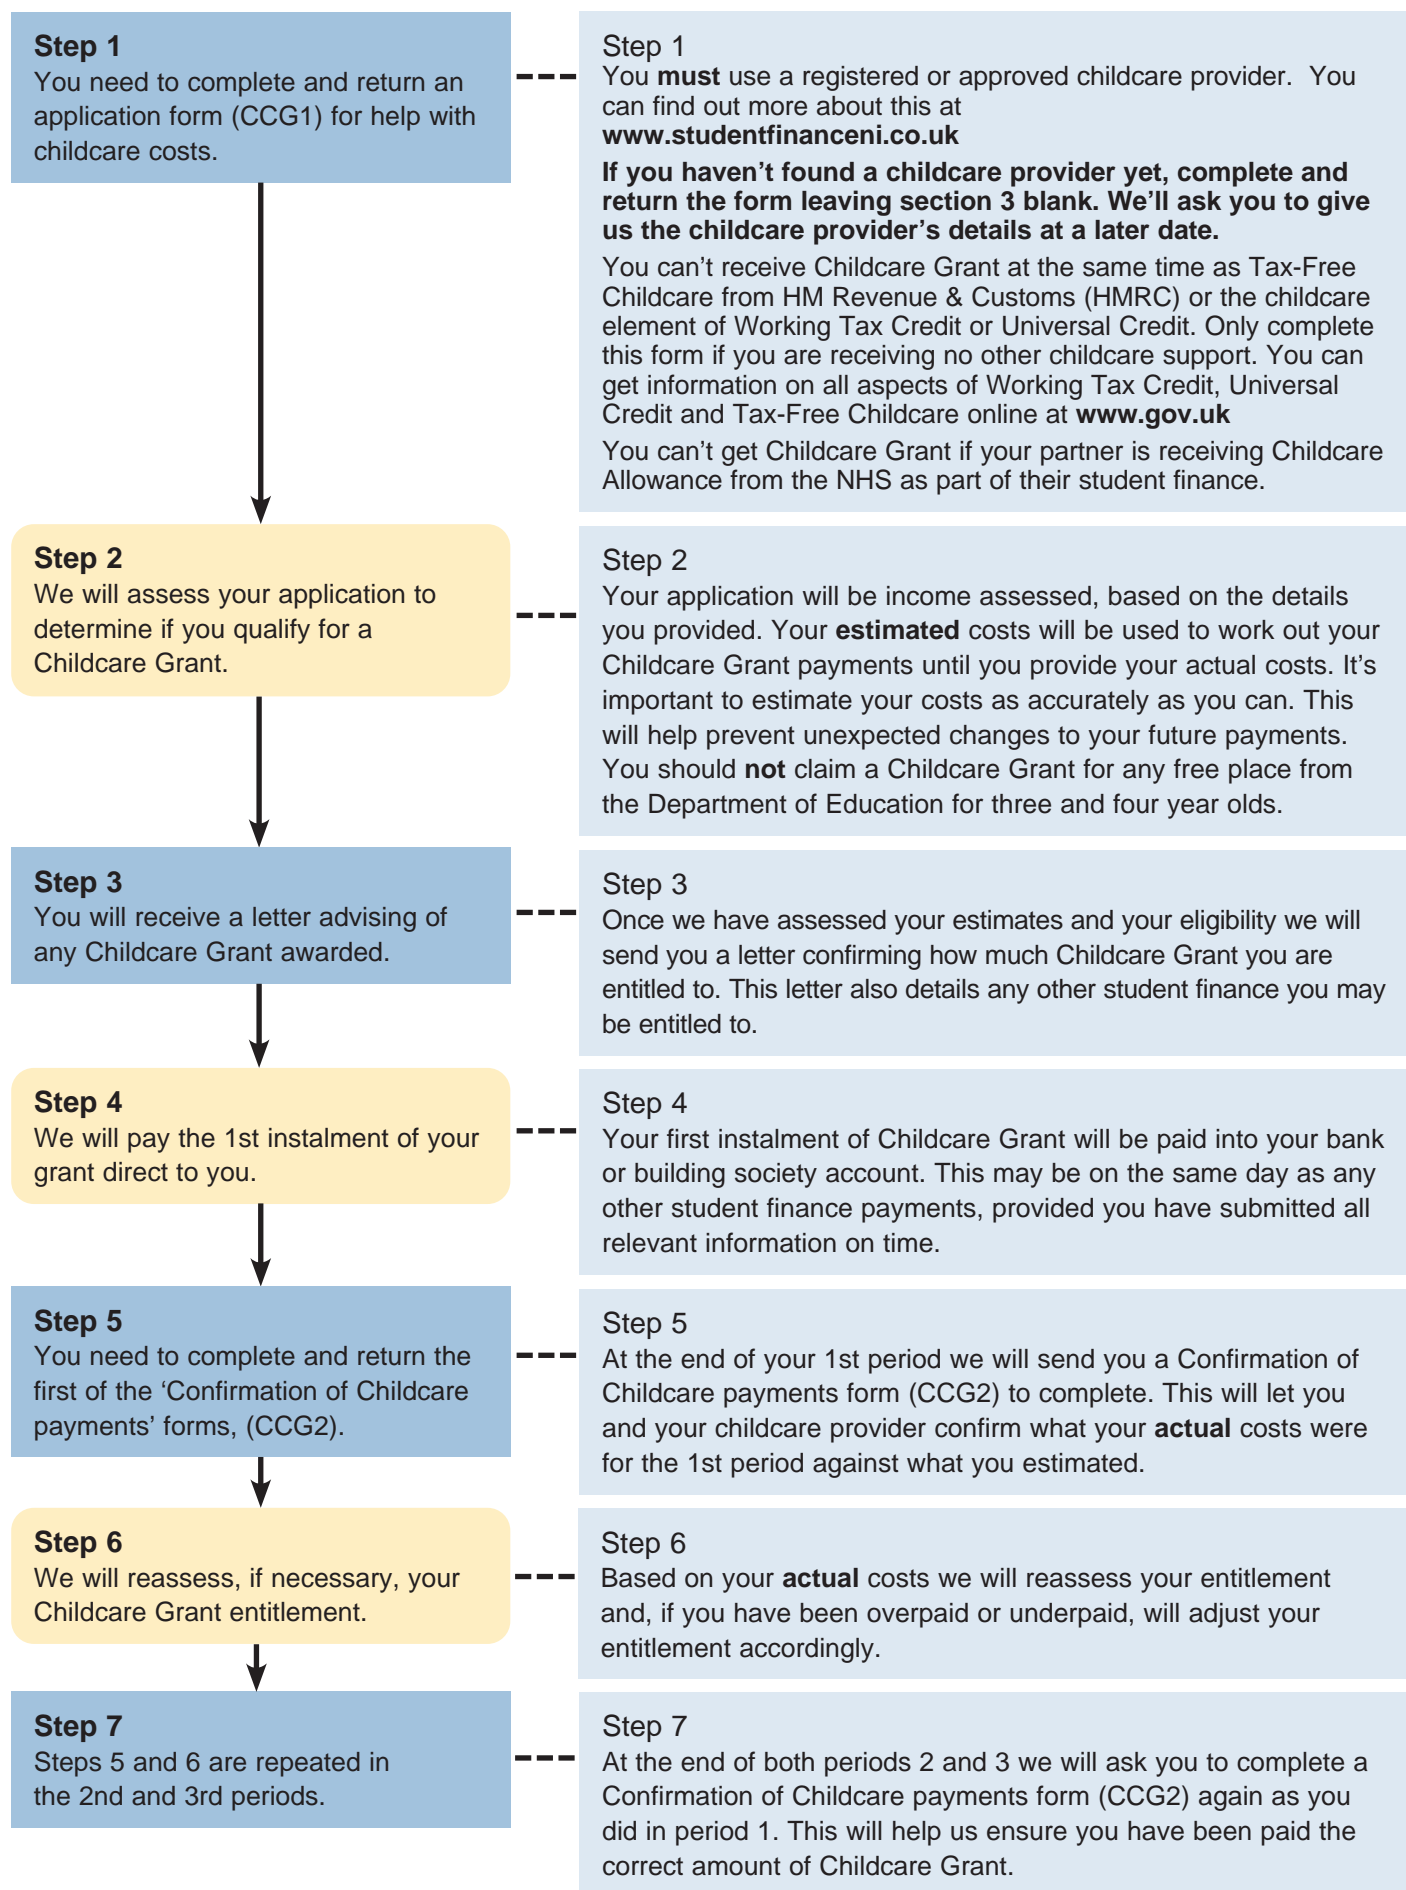 Step 1
You need to complete and return an
application form (CCG1) for help with
childcare costs.
Step 1
You must use a registered or approved childcare provider.  You
can find out more about this at
www.studentfinanceni.co.uk
If you haven’t found a childcare provider yet, complete and
return the form leaving section 3 blank. We’ll ask you to give
us the childcare provider’s details at a later date.
You can’t receive Childcare Grant at the same time as Tax-Free
Childcare from HM Revenue & Customs (HMRC) or the childcare
element of Working Tax Credit or Universal Credit. Only complete
this form if you are receiving no other childcare support. You can
get information on all aspects of Working Tax Credit, Universal
Credit and Tax-Free Childcare online at www.gov.uk
You can’t get Childcare Grant if your partner is receiving Childcare
Allowance from the NHS as part of their student finance.
Step 2
We will assess your application to
determine if you qualify for a
Childcare Grant.
Step 2
Your application will be income assessed, based on the details
you provided. Your estimated costs will be used to work out your
Childcare Grant payments until you provide your actual costs. It’s
important to estimate your costs as accurately as you can. This
will help prevent unexpected changes to your future payments.
You should not claim a Childcare Grant for any free place from
the Department of Education for three and four year olds.
Step 3
You will receive a letter advising of
any Childcare Grant awarded.
Step 3
Once we have assessed your estimates and your eligibility we will
send you a letter confirming how much Childcare Grant you are
entitled to. This letter also details any other student finance you may
be entitled to.
Step 4
We will pay the 1st instalment of your
grant direct to you.
Step 4
Your first instalment of Childcare Grant will be paid into your bank
or building society account. This may be on the same day as any
other student finance payments, provided you have submitted all
relevant information on time.
Step 5
You need to complete and return the
first of the ‘Confirmation of Childcare
payments’ forms, (CCG2).
Step 5
At the end of your 1st period we will send you a Confirmation of
Childcare payments form (CCG2) to complete. This will let you
and your childcare provider confirm what your actual costs were
for the 1st period against what you estimated.
Step 6
We will reassess, if necessary, your
Childcare Grant entitlement.
Step 6
Based on your actual costs we will reassess your entitlement
and, if you have been overpaid or underpaid, will adjust your
entitlement accordingly.
Step 7
Steps 5 and 6 are repeated in
the 2nd and 3rd periods.
Step 7
At the end of both periods 2 and 3 we will ask you to complete a
Confirmation of Childcare payments form (CCG2) again as you
did in period 1. This will help us ensure you have been paid the
correct amount of Childcare Grant.